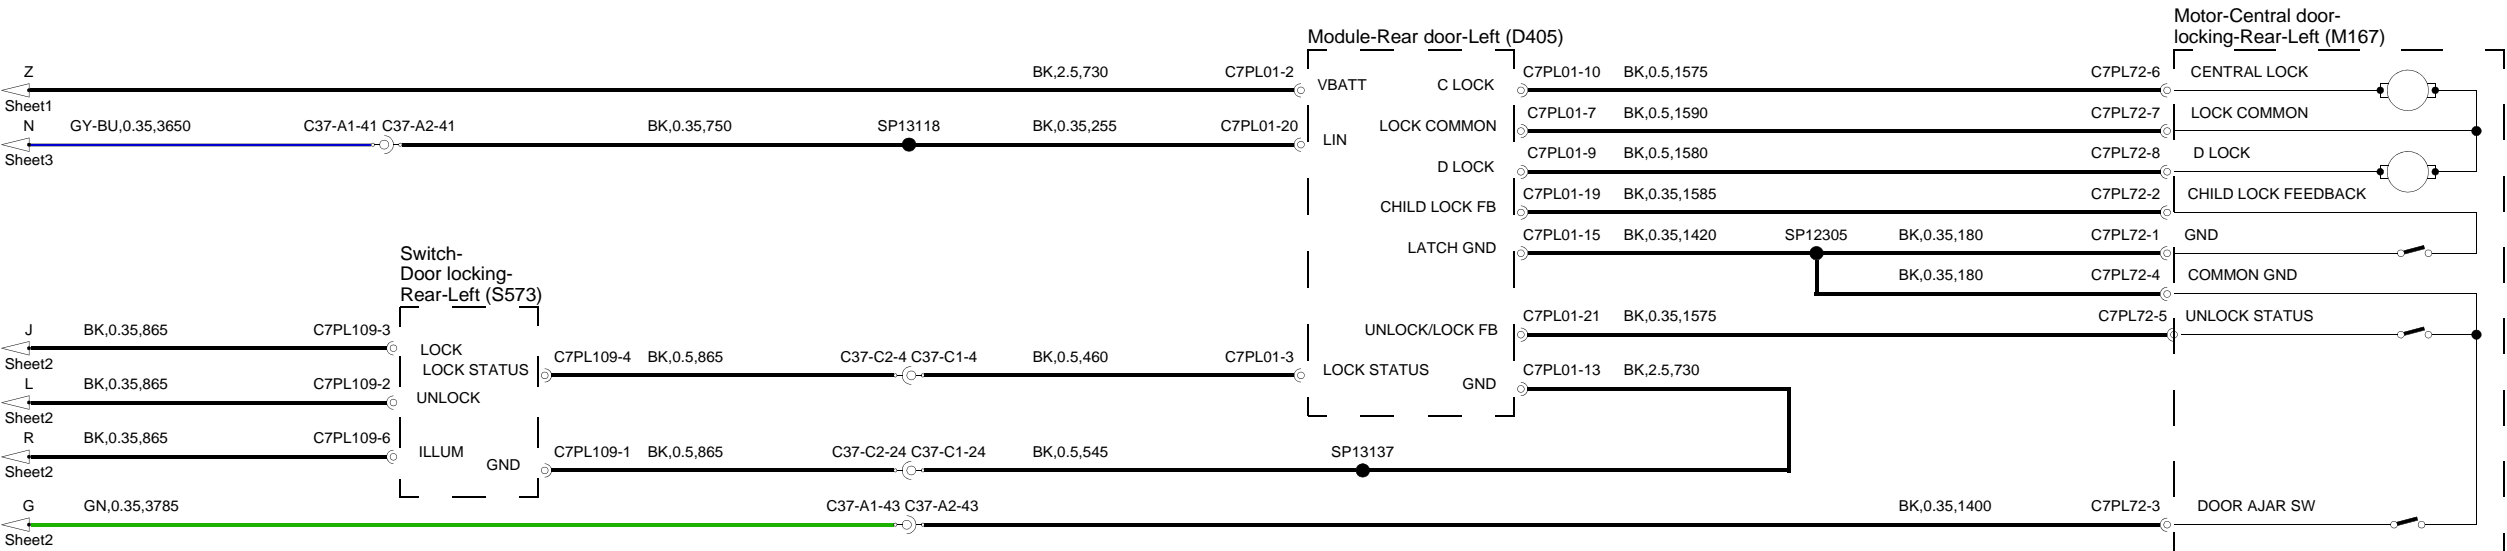 Motor-Central door-
locking-Rear-Left (M167)
Module-Rear door-Left (D405)
Z
BK,2.5,730
C7PL01-2
VBATT
C LOCK
C7PL01-10
BK,0.5,1575
C7PL72-6
CENTRAL LOCK
Sheet1
N
GY-BU,0.35,3650
C37-A1-41 C37-A2-41
BK,0.35,750
SP13118
BK,0.35,255
C7PL01-20
LIN
LOCK COMMON
C7PL01-7
BK,0.5,1590
C7PL72-7
LOCK COMMON
Sheet3
D LOCK
C7PL01-9
BK,0.5,1580
C7PL72-8
D LOCK
CHILD LOCK FB
C7PL01-19
BK,0.35,1585
C7PL72-2
CHILD LOCK FEEDBACK
LATCH GND
C7PL01-15
BK,0.35,1420
SP12305
BK,0.35,180
C7PL72-1
GND
BK,0.35,180
C7PL72-4
COMMON GND
Switch-
Door locking-
Rear-Left (S573)
UNLOCK/LOCK FB
C7PL01-21
BK,0.35,1575
C7PL72-5
UNLOCK STATUS
J
BK,0.35,865
C7PL109-3
LOCK
Sheet2
LOCK STATUS
C7PL109-4
BK,0.5,865
C37-C2-4 C37-C1-4
BK,0.5,460
C7PL01-3
LOCK STATUS
GND
C7PL01-13
BK,2.5,730
L
BK,0.35,865
C7PL109-2
UNLOCK
Sheet2
R
BK,0.35,865
C7PL109-6
ILLUM
Sheet2
GND
C7PL109-1
BK,0.5,865
C37-C2-24 C37-C1-24
BK,0.5,545
SP13137
G
GN,0.35,3785
C37-A1-43 C37-A2-43
BK,0.35,1400
C7PL72-3
DOOR AJAR SW
Sheet2